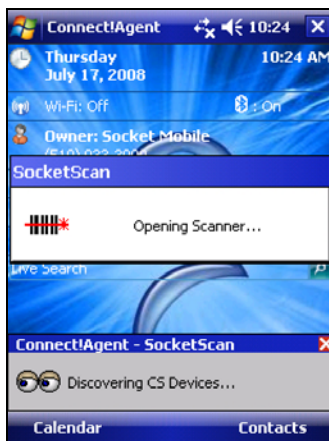 Connect!Agent 10:24
Thursday 10:24 AM
July 17, 2008
Wi-Fi: Off : On
Owner: Socket Mobile
SocketScan
Opening Scanner...
Live Search
Connect!Agent - SocketScan
Discovering CS Devices...
Calendar Contacts